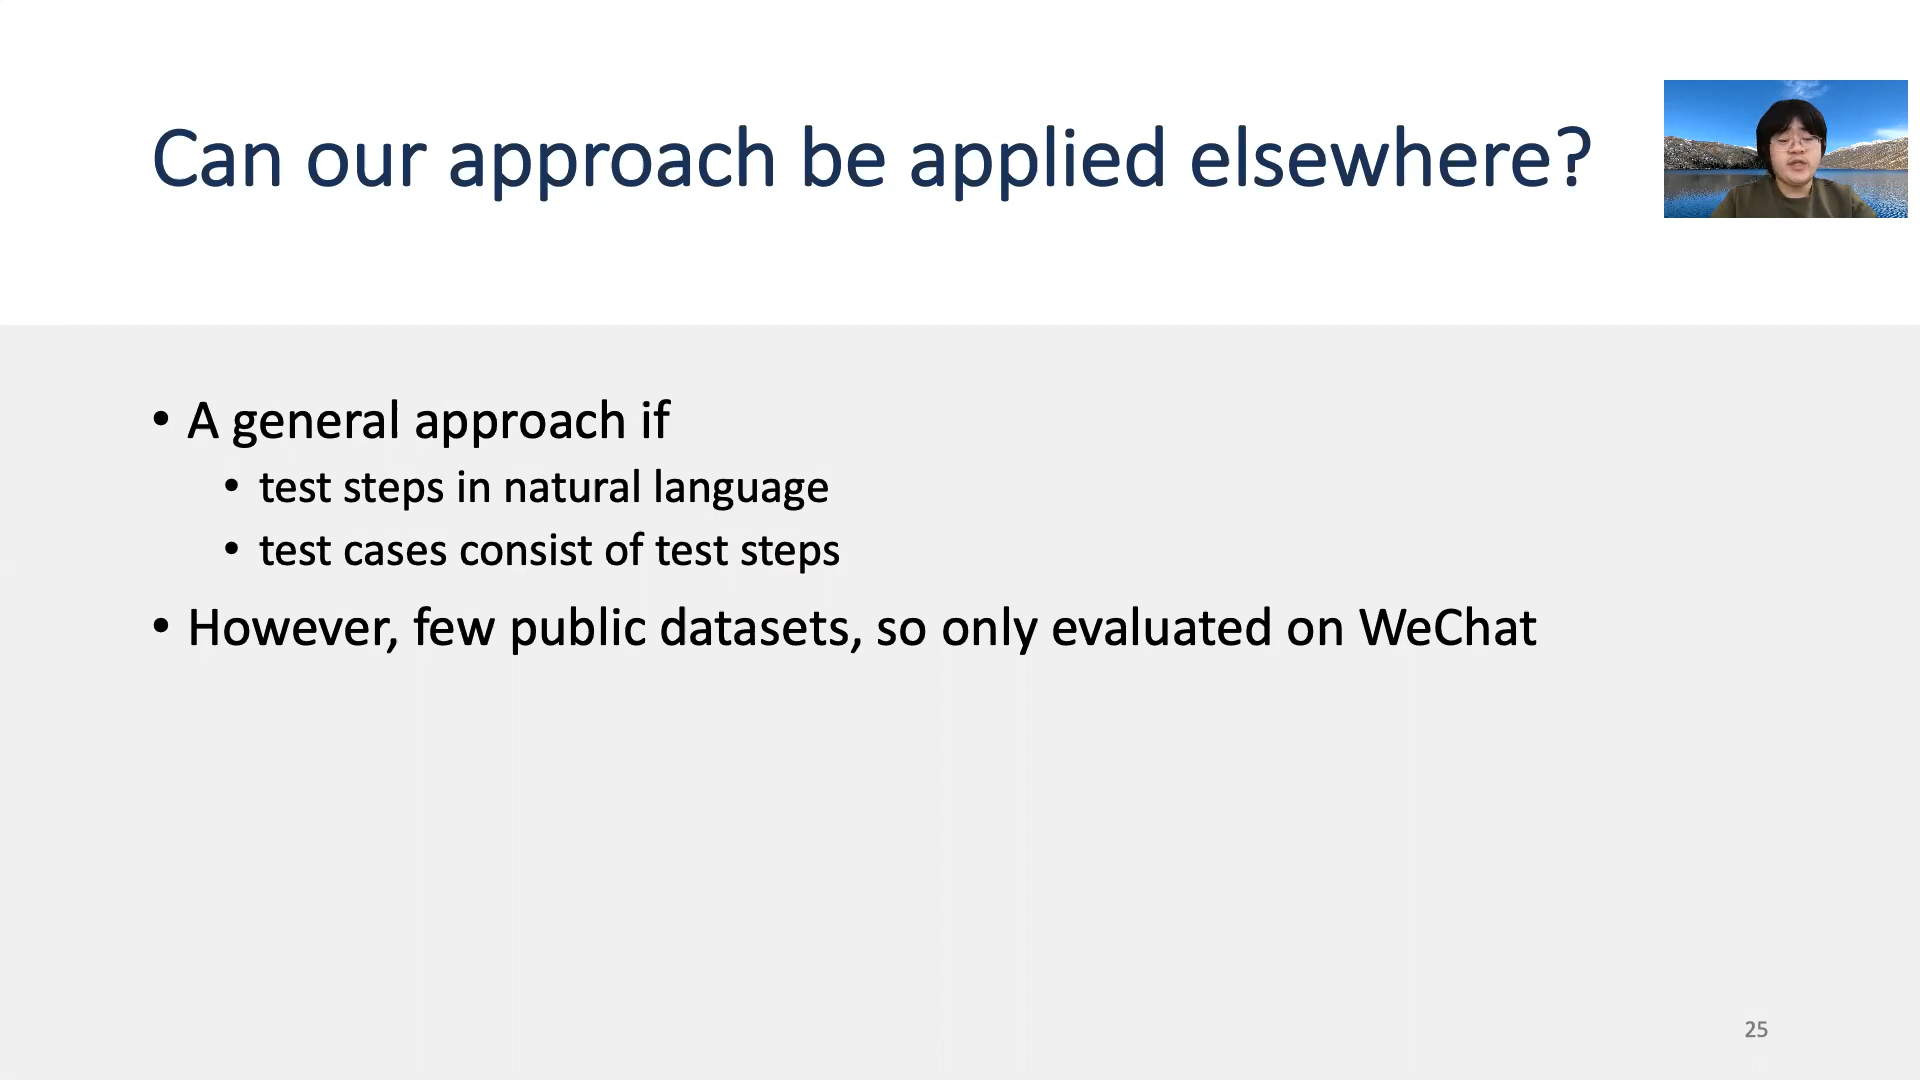 Can our approach be applied elsewhere?
• A general approach if
• test steps in natural language
• test cases consist of test steps
• However, few public datasets, so only evaluated on WeChat
25